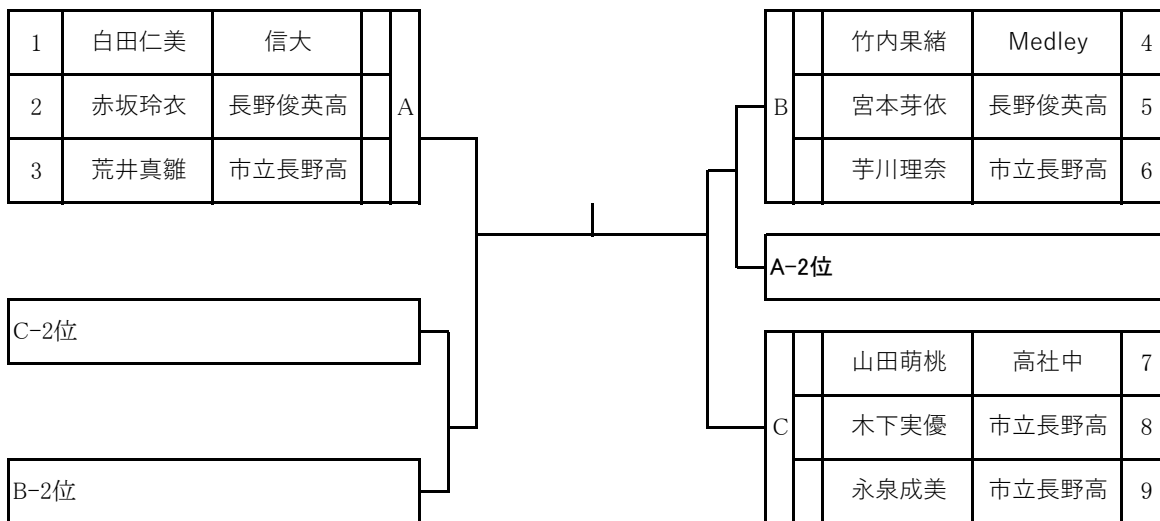 1 白田仁美 信大
2 赤坂玲衣 長野俊英高
3 荒井真雛 市立長野高
A
C-2位
B-2位
竹内果緒 Medley 4
宮本芽依 長野俊英高 5
芋川理奈 市立長野高 6
B
A-2位
山田萌桃 高社中 7
木下実優 市立長野高 8
永泉成美 市立長野高 9
C